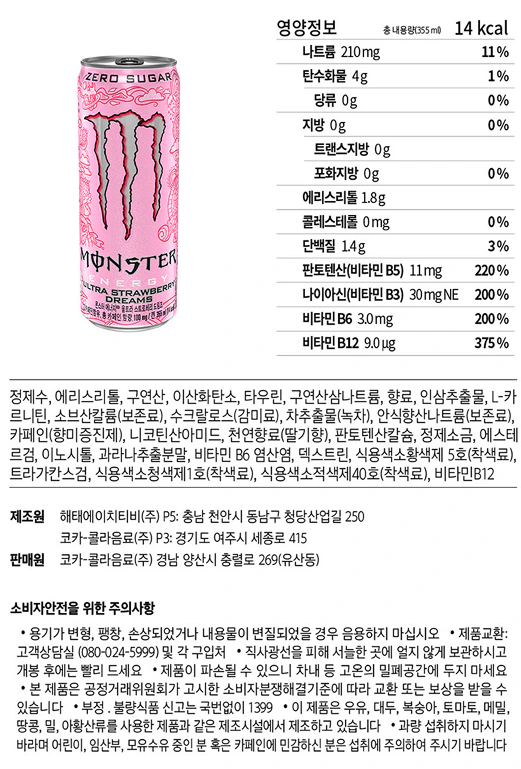 영양정보 총 내용량(355㎖) 14 kcal
나트륨 210mg 11%
탄수화물 4g 1%
당류 0g 0%
지방 0g 0%
트랜스지방 0g
포화지방 0g 0%
에리스리톨 1.8g
콜레스테롤 0mg 0%
단백질 1.4g 3%
판토텐산(비타민 B5) 11mg 220%
나이아신(비타민 B3) 30mg NE 200%
비타민 B6 3.0mg 200%
비타민 B12 9.0㎍ 375%
ZERO SUGAR
MONSTER
ENERGY
ULTRA STRAWBERRY
DREAMS
몬스터 에너지 울트라 스트로베리 드림즈
정제수, 에리스리톨, 구연산, 이산화탄소, 타우린, 구연산삼나트륨, 향료, 인삼추출물, L-카
르니틴, 소브산칼륨(보존료), 수크랄로스(감미료), 차추출물(녹차), 안식향산나트륨(보존료),
카페인(향미증진제), 니코틴산아미드, 천연향료(딸기향), 판토텐산칼슘, 정제소금, 에스테
르검, 이노시톨, 과라나추출분말, 비타민 B6 염산염, 덱스트린, 식용색소황색제 5호(착색료),
트라가칸스검, 식용색소청색제1호(착색료), 식용색소적색제40호(착색료), 비타민B12
제조원 해태에이치티비(주) P5: 충남 천안시 동남구 청당산업길 250
코카-콜라음료(주) P3: 경기도 여주시 세종로 415
판매원 코카-콜라음료(주) 경남 양산시 충렬로 269(유산동)
소비자안전을 위한 주의사항
• 용기가 변형, 팽창, 손상되었거나 내용물이 변질되었을 경우 음용하지 마십시오 • 제품교환:
고객상담실 (080-024-5999) 및 각 구입처 • 직사광선을 피해 서늘한 곳에 얼지 않게 보관하시고
개봉 후에는 빨리 드세요 • 제품이 파손될 수 있으니 차내 등 고온의 밀폐공간에 두지 마세요
• 본 제품은 공정거래위원회가 고시한 소비자분쟁해결기준에 따라 교환 또는 보상을 받을 수
있습니다 • 부정 . 불량식품 신고는 국번없이 1399 • 이 제품은 우유, 대두, 복숭아, 토마토, 메밀,
땅콩, 밀, 아황산류를 사용한 제품과 같은 제조시설에서 제조하고 있습니다 • 과량 섭취하지 마시기
바라며 어린이, 임산부, 모유수유 중인 분 혹은 카페인에 민감하신 분은 섭취에 주의하여 주시기 바랍니다